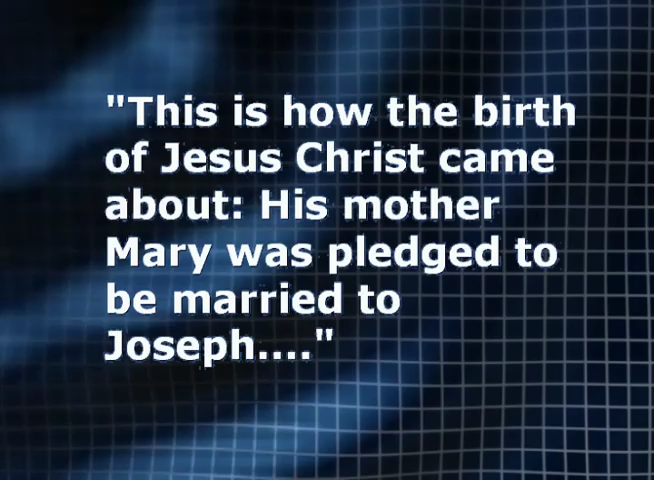 "This is how the birth
of Jesus Christ came
about: His mother
Mary was pledged to
be married to
Joseph...."